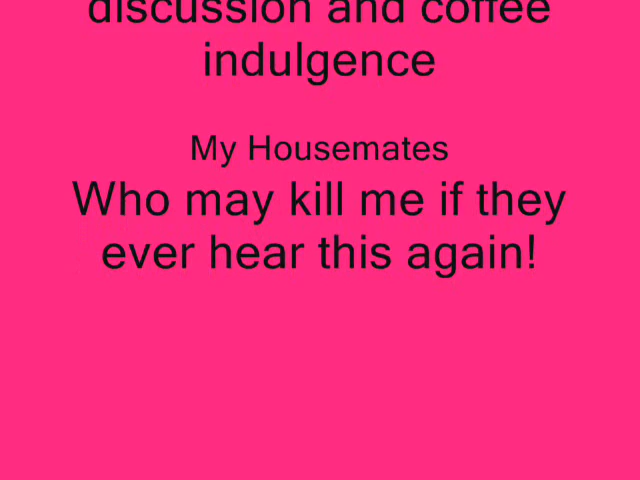 discussion and coffee
indulgence
My Housemates
Who may kill me if they
ever hear this again!